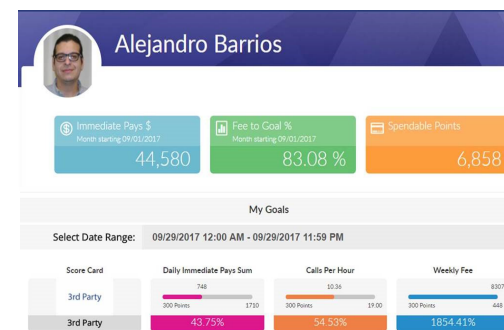 Alejandro Barrios
Immediate Pays $
Month starting 09/01/2017
44,580
Fee to Goal %
Month starting 09/01/2017
83.08 %
Spendable Points
6,858
My Goals
Select Date Range: 09/29/2017 12:00 AM - 09/29/2017 11:59 PM
Score Card Daily Immediate Pays Sum Calls Per Hour Weekly Fee
748 10.36 8307
3rd Party
300 Points 1710 300 Points 19.00 300 Points 448
3rd Party 43.75% 54.53% 1854.41%